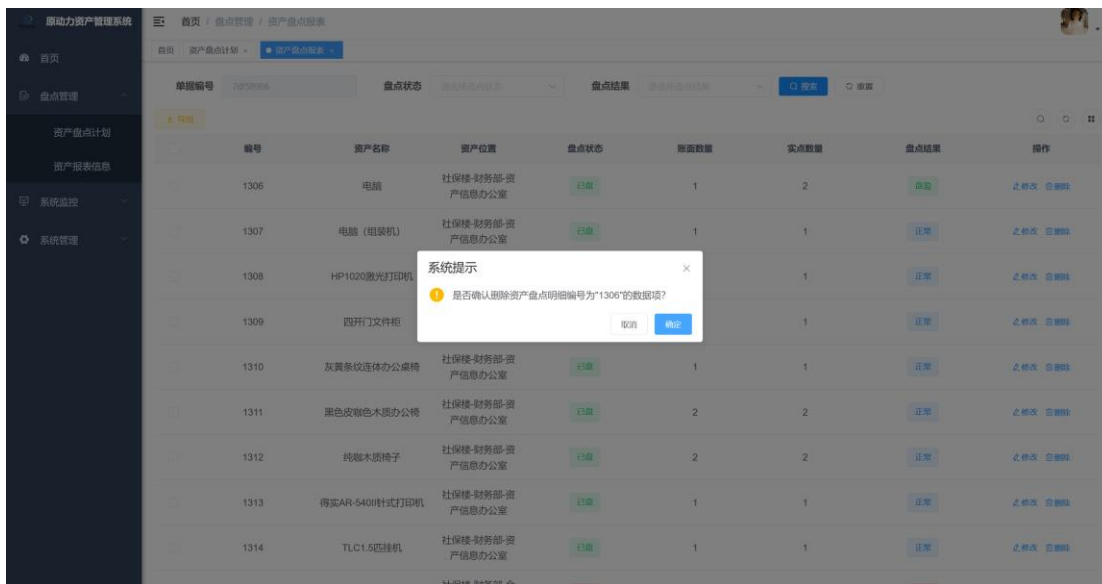 原动力资产管理系统
首页 / 盘点管理 / 资产盘点报表
首页
首页 资产盘点计划 × 资产盘点报表 ×
盘点管理
资产盘点计划
资产报表信息
系统监控
系统管理
单据编号 盘点状态 请选择盘点状态 盘点结果 请选择盘点结果 搜索 重置
导出
编号 资产名称 资产位置 盘点状态 账面数量 实点数量 盘点结果 操作
1306 电脑 社保楼-财务部-资产信息办公室 已盘 1 2 盘盈 修改 删除
1307 电脑（组装机） 社保楼-财务部-资产信息办公室 已盘 1 1 正常 修改 删除
1308 HP1020激光打印机 1 正常 修改 删除
1309 四开门文件柜 1 正常 修改 删除
1310 灰黄条纹连体办公桌椅 社保楼-财务部-资产信息办公室 已盘 1 1 正常 修改 删除
1311 黑色皮咖色木质办公椅 社保楼-财务部-资产信息办公室 已盘 2 2 正常 修改 删除
1312 纯咖木质椅子 社保楼-财务部-资产信息办公室 已盘 2 2 正常 修改 删除
1313 得实AR-540II针式打印机 社保楼-财务部-资产信息办公室 已盘 1 1 正常 修改 删除
1314 TLC1.5匹挂机 社保楼-财务部-资产信息办公室 已盘 1 1 正常 修改 删除
系统提示 ×
是否确认删除资产盘点明细编号为"1306"的数据项？
取消 确定